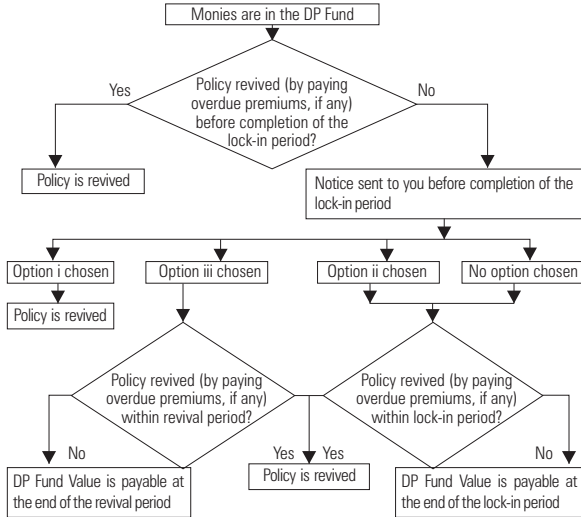 Monies are in the DP Fund
Yes
Policy revived (by paying
overdue premiums, if any)
before completion of the
lock-in period?
No
Policy is revived
Notice sent to you before completion of the
lock-in period
Option i chosen
Option iii chosen
Option ii chosen
No option chosen
Policy is revived
Policy revived (by paying
overdue premiums, if any)
within revival period?
Policy revived (by paying
overdue premiums, if any)
within lock-in period?
No
Yes
Yes
No
DP Fund Value is payable at
the end of the revival period
Policy is revived
DP Fund Value is payable at
the end of the lock-in period